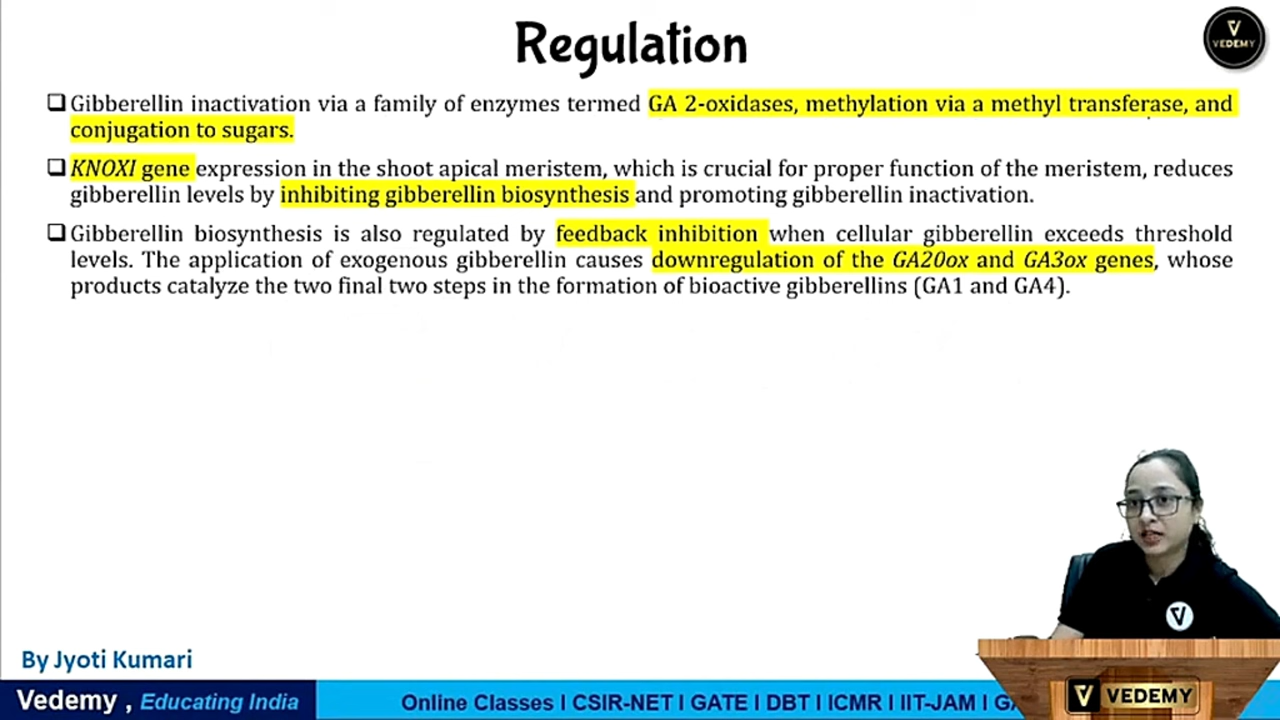 Regulation
VEDEMY
❑Gibberellin inactivation via a family of enzymes termed GA 2-oxidases, methylation via a methyl transferase, and
conjugation to sugars.
❑KNOXI gene expression in the shoot apical meristem, which is crucial for proper function of the meristem, reduces
gibberellin levels by inhibiting gibberellin biosynthesis and promoting gibberellin inactivation.
❑Gibberellin biosynthesis is also regulated by feedback inhibition when cellular gibberellin exceeds threshold
levels. The application of exogenous gibberellin causes downregulation of the GA20ox and GA3ox genes, whose
products catalyze the two final two steps in the formation of bioactive gibberellins (GA1 and GA4).
By Jyoti Kumari
Vedemy , Educating India
Online Classes I CSIR-NET I GATE I DBT I ICMR I IIT-JAM I GA
VEDEMY